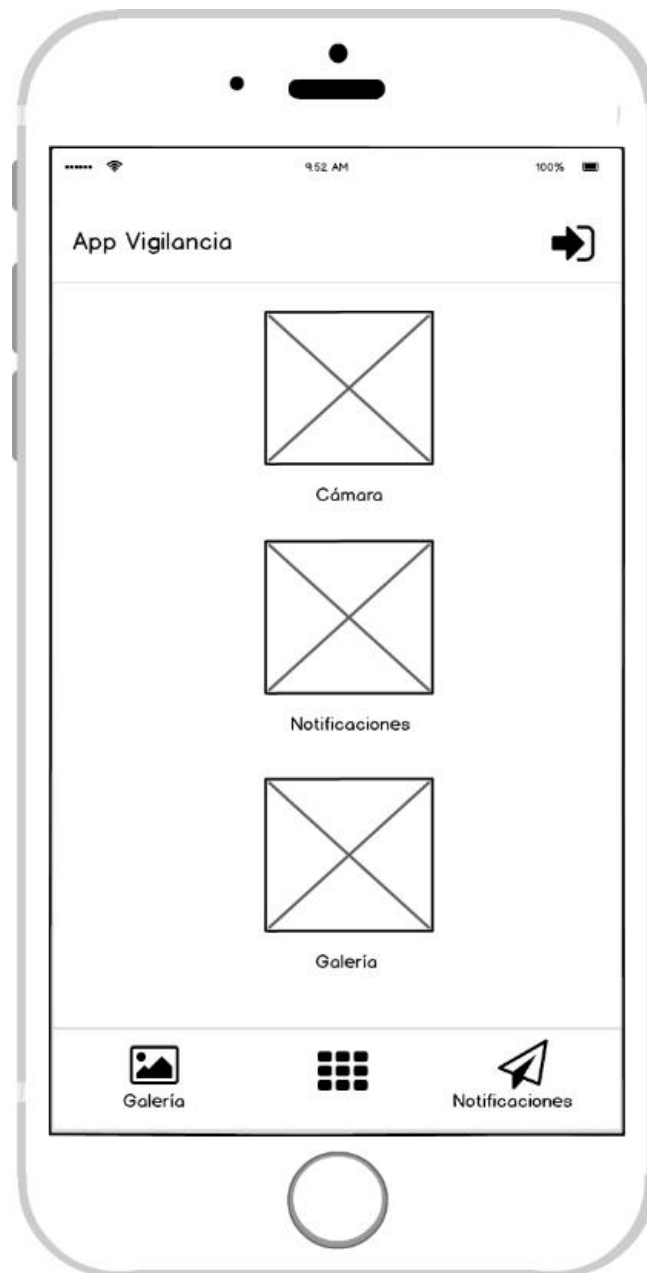 9:52 AM 100%
App Vigilancia
Cámara
Notificaciones
Galería
Galería Notificaciones